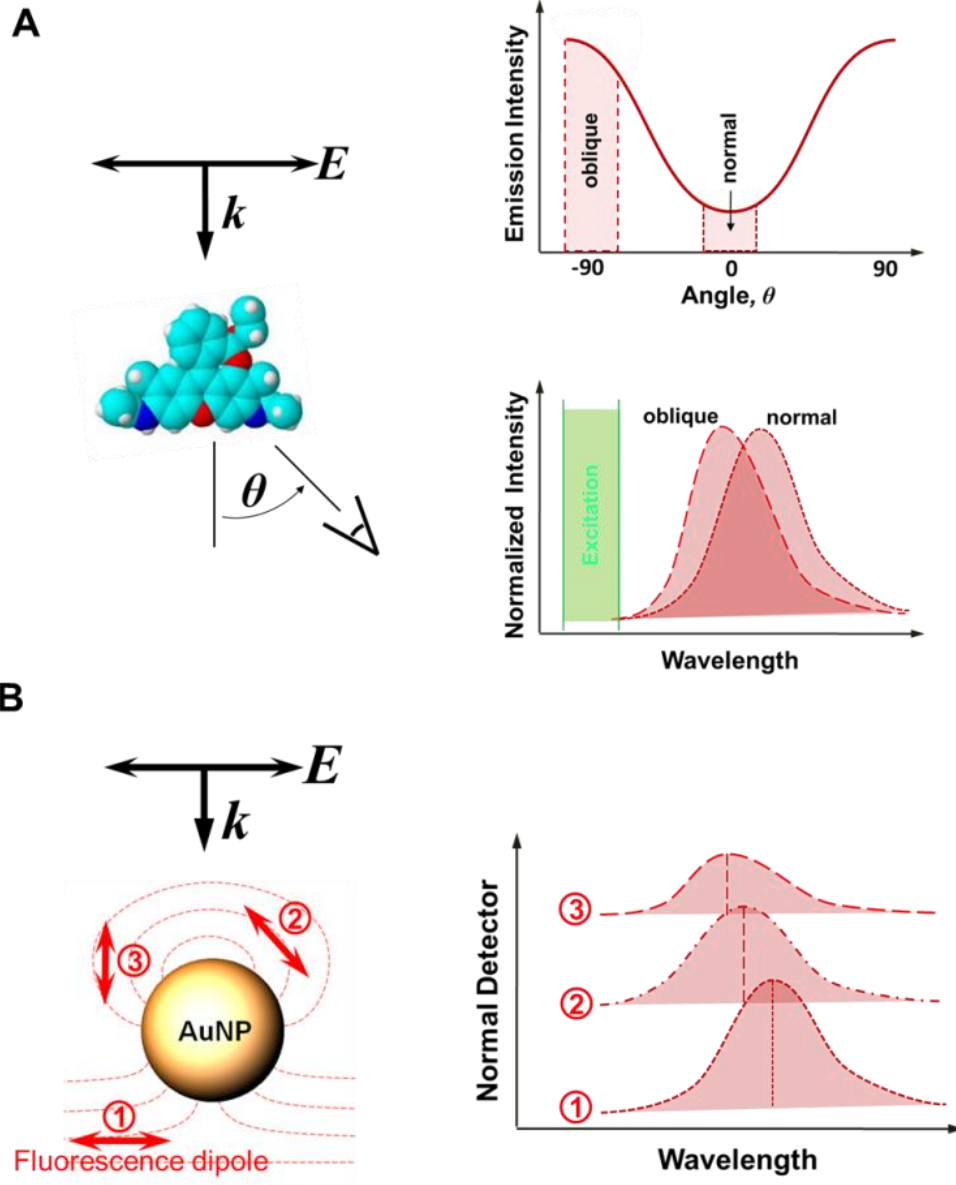 A
E
k
θ
Emission Intensity
oblique
normal
-90
0
90
Angle, θ
Normalized Intensity
Excitation
oblique
normal
Wavelength
B
E
k
②
③
AuNP
①
Fluorescence dipole
Normal Detector
③
②
①
Wavelength